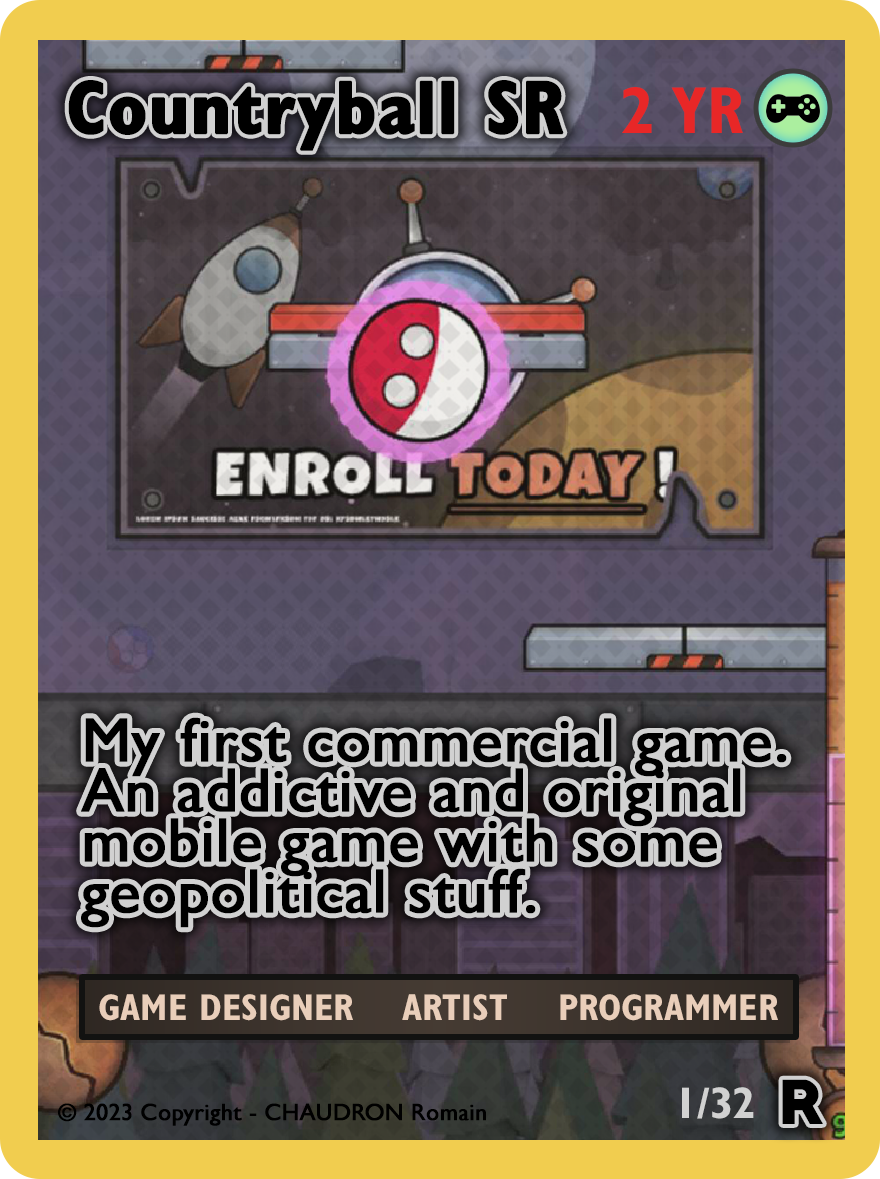 Countryball SR
2 YR
ENROLL TODAY !
My first commercial game.
An addictive and original
mobile game with some
geopolitical stuff.
GAME DESIGNER ARTIST PROGRAMMER
© 2023 Copyright - CHAUDRON Romain
1/32 R